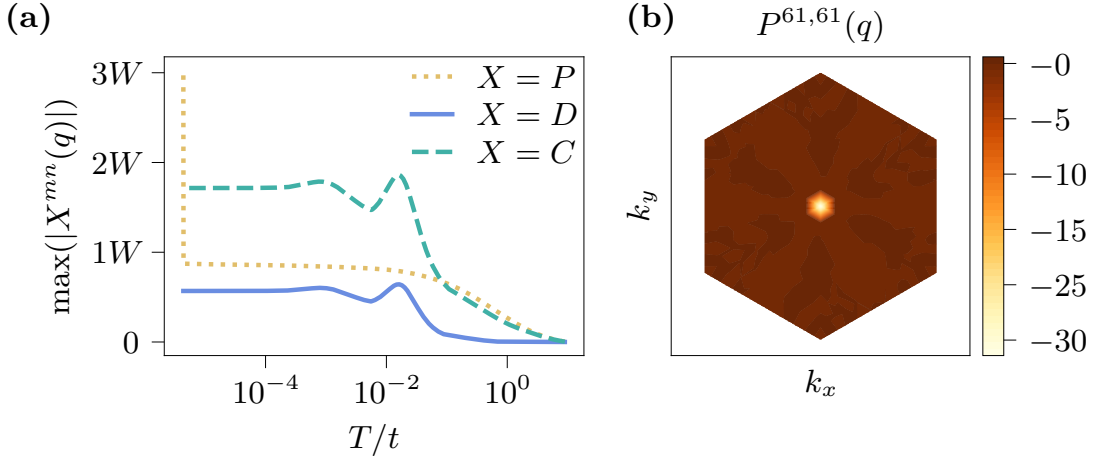 (a)
max(|X^{mn}(q)|)
3W
2W
1W
0
X = P
X = D
X = C
10^{-4}
10^{-2}
10^{0}
T/t
(b)
P^{61,61}(q)
k_y
k_x
−0
−5
−10
−15
−20
−25
−30